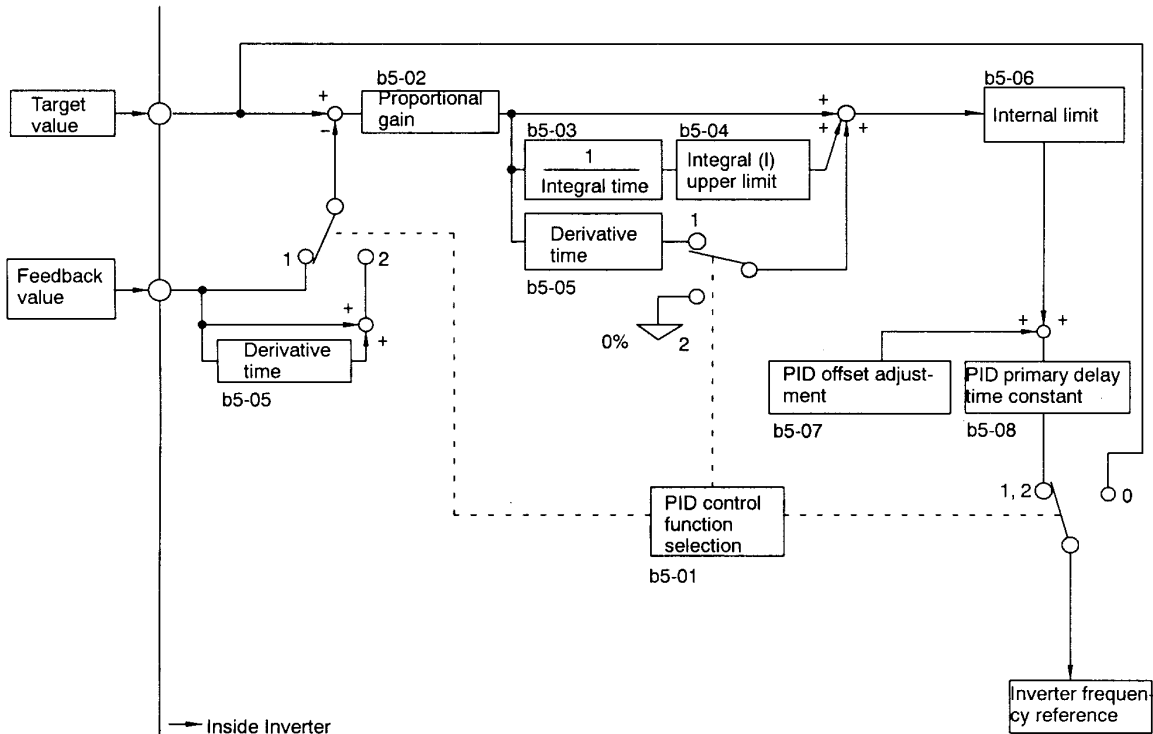 b5-02
b5-06
Target
value
+
-
Proportional
gain
b5-03
b5-04
+
+
+
Internal limit
1
Integral time
Integral (I)
upper limit
Derivative
time
b5-05
1
1
2
Feedback
value
+
+
Derivative
time
b5-05
0%
2
+
+
PID offset adjust-
ment
b5-07
PID primary delay
time constant
b5-08
PID control
function
selection
b5-01
1, 2
0
Inverter frequen-
cy reference
Inside Inverter